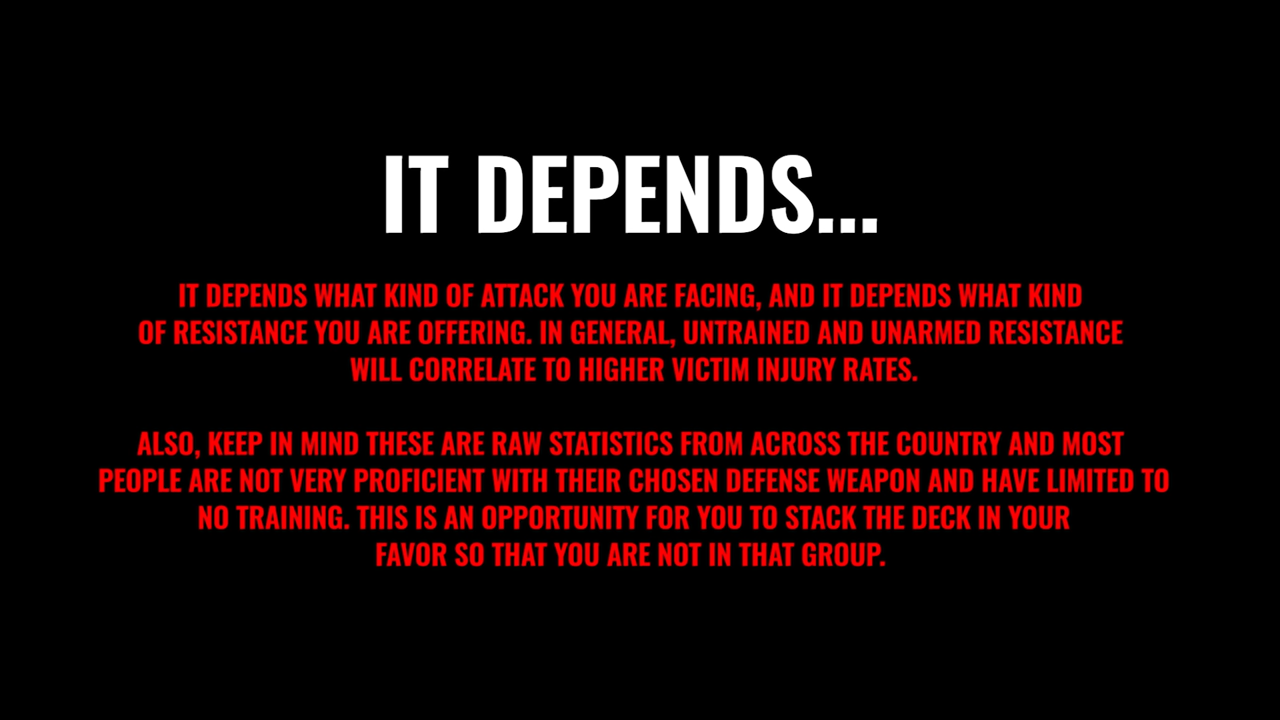 IT DEPENDS...
IT DEPENDS WHAT KIND OF ATTACK YOU ARE FACING, AND IT DEPENDS WHAT KIND
OF RESISTANCE YOU ARE OFFERING. IN GENERAL, UNTRAINED AND UNARMED RESISTANCE
WILL CORRELATE TO HIGHER VICTIM INJURY RATES.
ALSO, KEEP IN MIND THESE ARE RAW STATISTICS FROM ACROSS THE COUNTRY AND MOST
PEOPLE ARE NOT VERY PROFICIENT WITH THEIR CHOSEN DEFENSE WEAPON AND HAVE LIMITED TO
NO TRAINING. THIS IS AN OPPORTUNITY FOR YOU TO STACK THE DECK IN YOUR
FAVOR SO THAT YOU ARE NOT IN THAT GROUP.